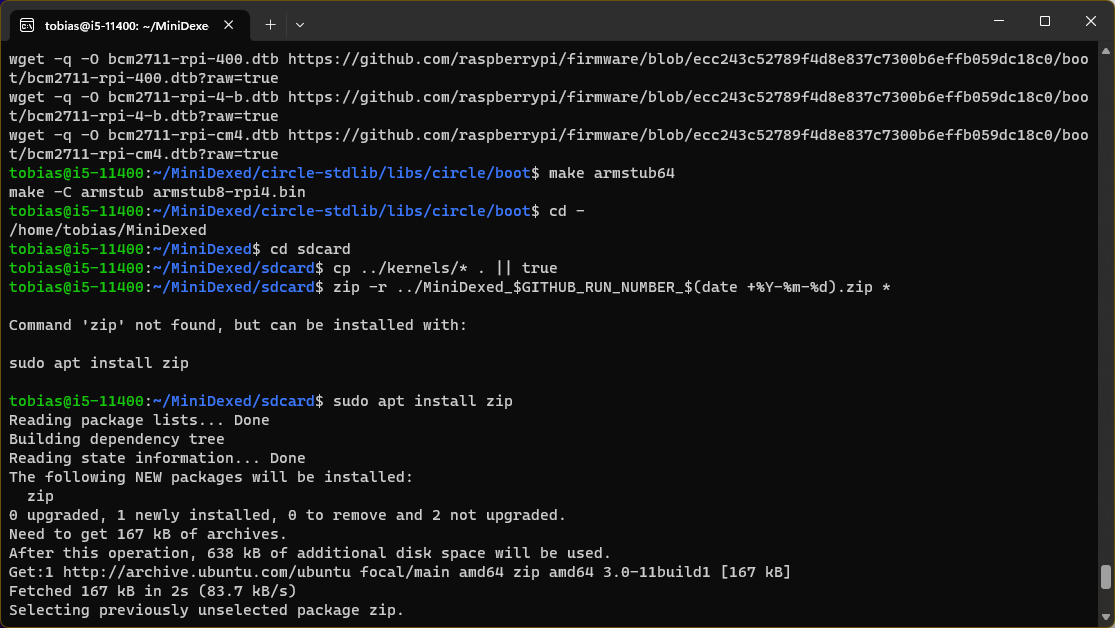 tobias@i5-11400: ~/MiniDexe
wget -q -O bcm2711-rpi-400.dtb https://github.com/raspberrypi/firmware/blob/ecc243c52789f4d8e837c7300b6effb059dc18c0/boo
t/bcm2711-rpi-400.dtb?raw=true
wget -q -O bcm2711-rpi-4-b.dtb https://github.com/raspberrypi/firmware/blob/ecc243c52789f4d8e837c7300b6effb059dc18c0/boo
t/bcm2711-rpi-4-b.dtb?raw=true
wget -q -O bcm2711-rpi-cm4.dtb https://github.com/raspberrypi/firmware/blob/ecc243c52789f4d8e837c7300b6effb059dc18c0/boo
t/bcm2711-rpi-cm4.dtb?raw=true
tobias@i5-11400:~/MiniDexed/circle-stdlib/libs/circle/boot$ make armstub64
make -C armstub armstub8-rpi4.bin
tobias@i5-11400:~/MiniDexed/circle-stdlib/libs/circle/boot$ cd -
/home/tobias/MiniDexed
tobias@i5-11400:~/MiniDexed$ cd sdcard
tobias@i5-11400:~/MiniDexed/sdcard$ cp ../kernels/* . || true
tobias@i5-11400:~/MiniDexed/sdcard$ zip -r ../MiniDexed_$GITHUB_RUN_NUMBER_$(date +%Y-%m-%d).zip *
Command 'zip' not found, but can be installed with:
sudo apt install zip
tobias@i5-11400:~/MiniDexed/sdcard$ sudo apt install zip
Reading package lists... Done
Building dependency tree
Reading state information... Done
The following NEW packages will be installed:
  zip
0 upgraded, 1 newly installed, 0 to remove and 2 not upgraded.
Need to get 167 kB of archives.
After this operation, 638 kB of additional disk space will be used.
Get:1 http://archive.ubuntu.com/ubuntu focal/main amd64 zip amd64 3.0-11build1 [167 kB]
Fetched 167 kB in 2s (83.7 kB/s)
Selecting previously unselected package zip.